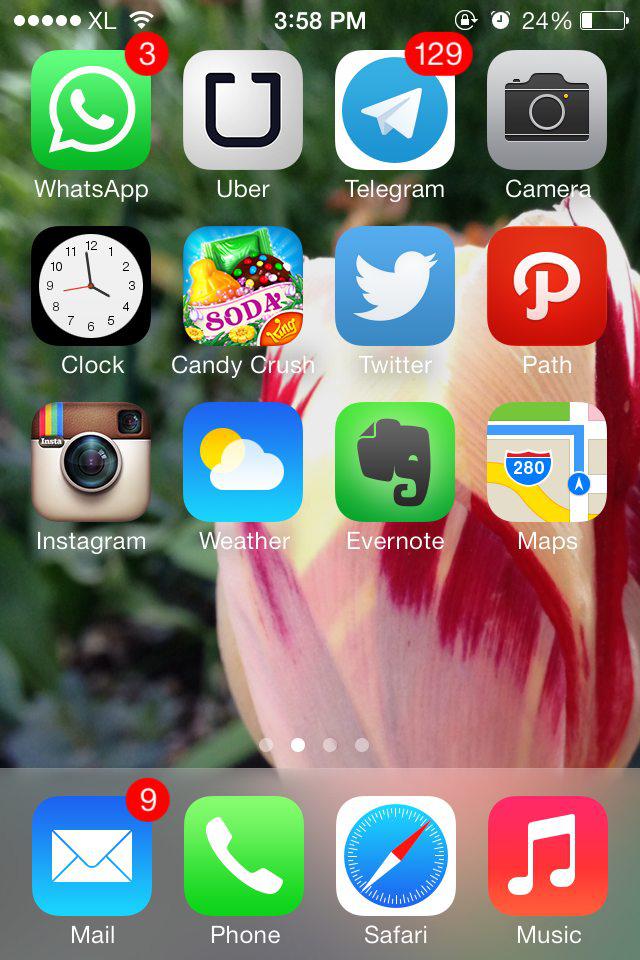 XL 3:58 PM 24%
3 129
WhatsApp Uber Telegram Camera
12
11 1
10 2
9 3
8 4
7 5
6
SODA
King
Clock Candy Crush Twitter Path
Insta
280
Instagram Weather Evernote Maps
9
Mail Phone Safari Music